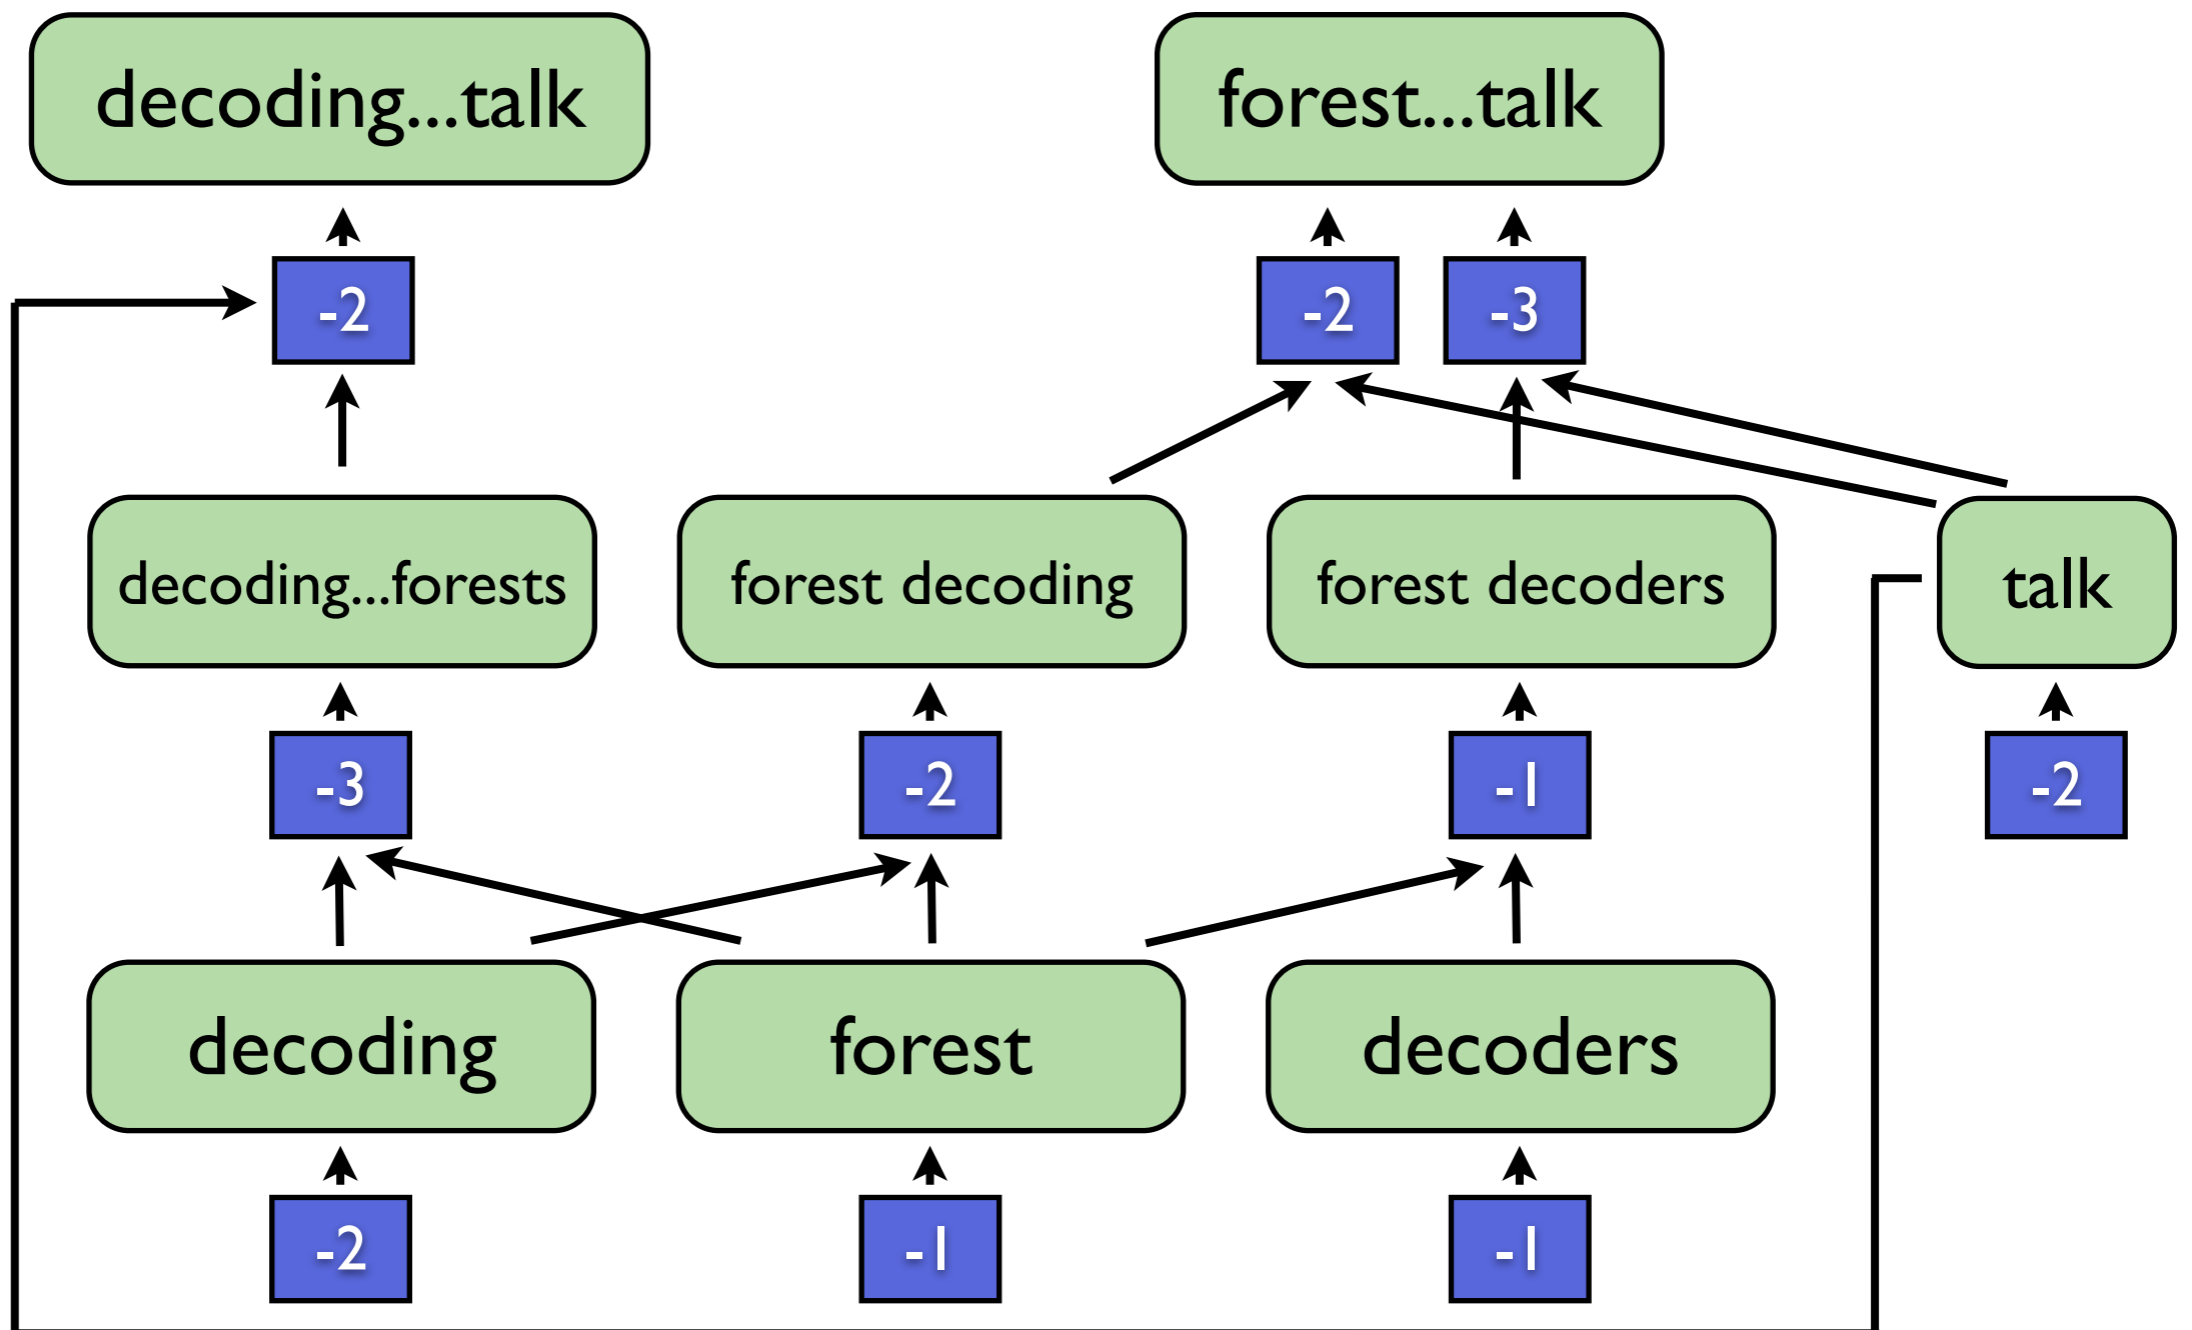 decoding...talk
forest...talk
-2
-2
-3
decoding...forests
forest decoding
forest decoders
talk
-3
-2
-1
-2
decoding
forest
decoders
-2
-1
-1